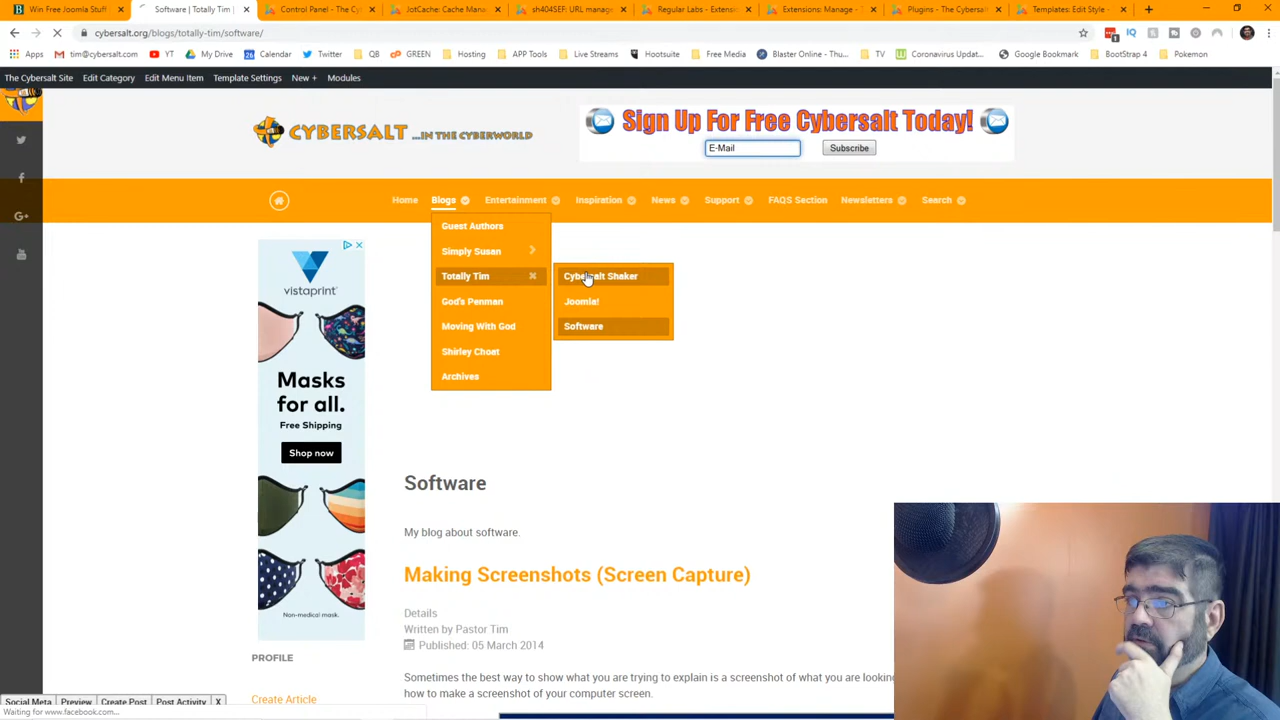 Win Free Joomla Stuff
Software | Totally Tim |
Control Panel - The Cy
JotCache: Cache Mana
sh404SEF: URL manage
Regular Labs - Extensi
Extensions: Manage - T
Plugins - The Cybersal
Templates: Edit Style -
cybersalt.org/blogs/totally-tim/software/
Apps
tim@cybersalt.com
YT
My Drive
Calendar
Twitter
QB
GREEN
Hosting
APP Tools
Live Streams
Hootsuite
Free Media
Blaster Online - Thu...
TV
Coronavirus Updat...
Google Bookmark
BootStrap 4
Pokemon
The Cybersalt Site
Edit Category
Edit Menu Item
Template Settings
New +
Modules
CYBERSALT ...IN THE CYBERWORLD
Sign Up For Free Cybersalt Today!
E-Mail
Subscribe
Home
Blogs
Entertainment
Inspiration
News
Support
FAQS Section
Newsletters
Search
Guest Authors
Simply Susan
Totally Tim
God's Penman
Moving With God
Shirley Choat
Archives
Cybersalt Shaker
Joomla!
Software
vistaprint
Masks
for all.
Free Shipping
Shop now
Non-medical mask.
PROFILE
Create Article
Software
My blog about software.
Making Screenshots (Screen Capture)
Details
Written by Pastor Tim
Published: 05 March 2014
Sometimes the best way to show what you are trying to explain is a screenshot of what you are lookin
how to make a screenshot of your computer screen.
Social Meta
Preview
Create Post
Post Activity
X
Waiting for www.facebook.com...